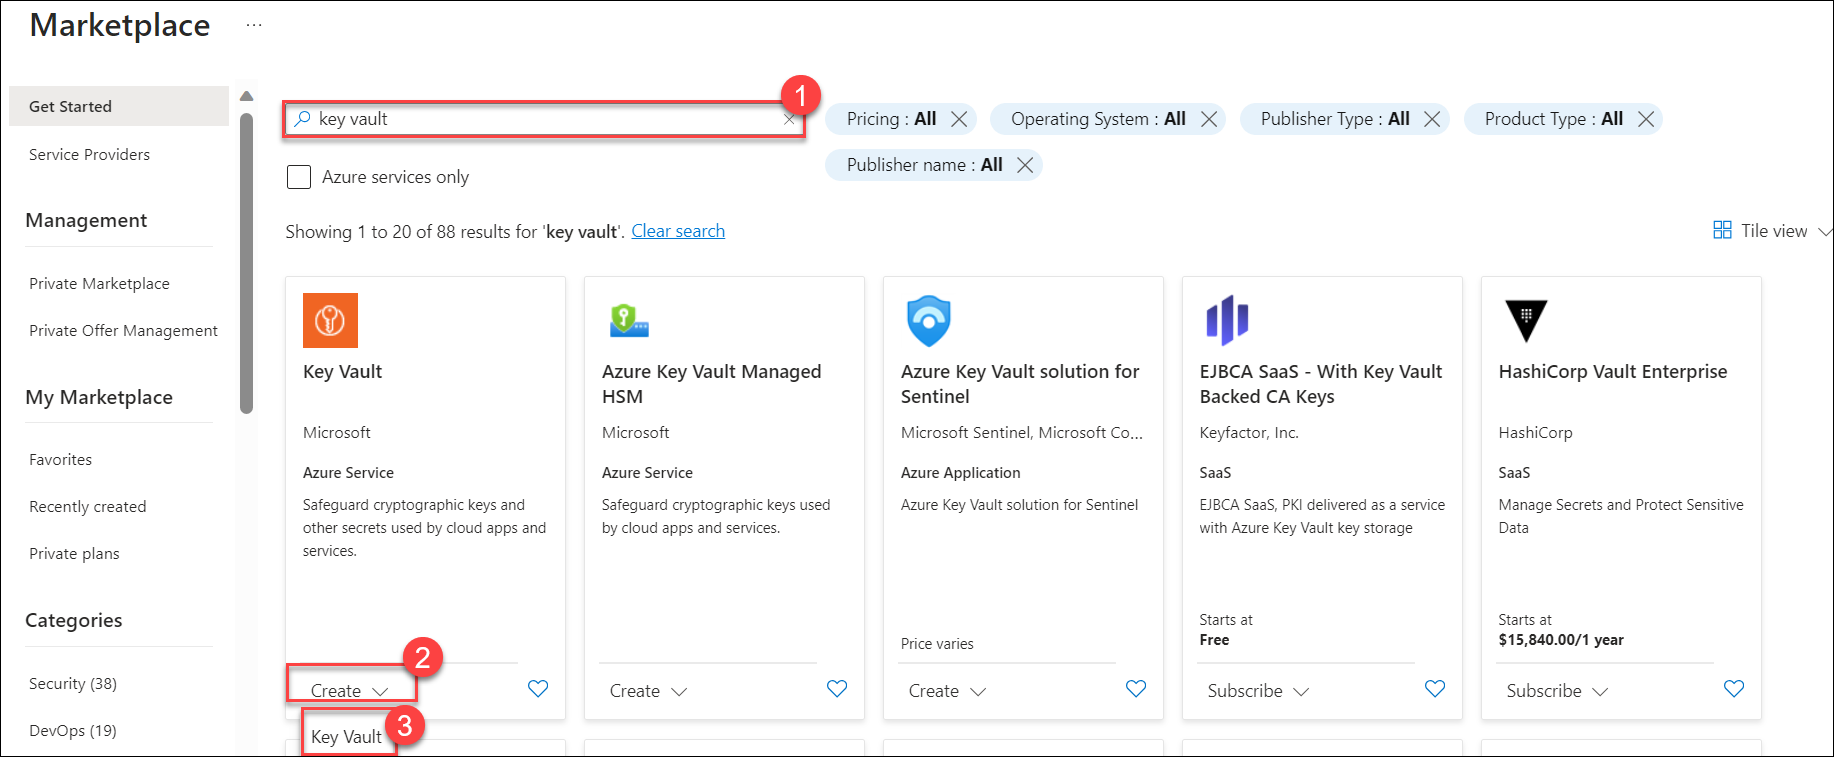 Marketplace ...
Get Started
Service Providers
Management
Private Marketplace
Private Offer Management
My Marketplace
Favorites
Recently created
Private plans
Categories
Security (38)
DevOps (19)
key vault
1
Pricing : All
Operating System : All
Publisher Type : All
Product Type : All
Publisher name : All
Azure services only
Showing 1 to 20 of 88 results for 'key vault'. Clear search
Tile view
Key Vault
Microsoft
Azure Service
Safeguard cryptographic keys and
other secrets used by cloud apps and
services.
2
Create
3
Key Vault
Azure Key Vault Managed
HSM
Microsoft
Azure Service
Safeguard cryptographic keys used
by cloud apps and services.
Create
Azure Key Vault solution for
Sentinel
Microsoft Sentinel, Microsoft Co...
Azure Application
Azure Key Vault solution for Sentinel
Price varies
Create
EJBCA SaaS - With Key Vault
Backed CA Keys
Keyfactor, Inc.
SaaS
EJBCA SaaS, PKI delivered as a service
with Azure Key Vault key storage
Starts at
Free
Subscribe
HashiCorp Vault Enterprise
HashiCorp
SaaS
Manage Secrets and Protect Sensitive
Data
Starts at
$15,840.00/1 year
Subscribe